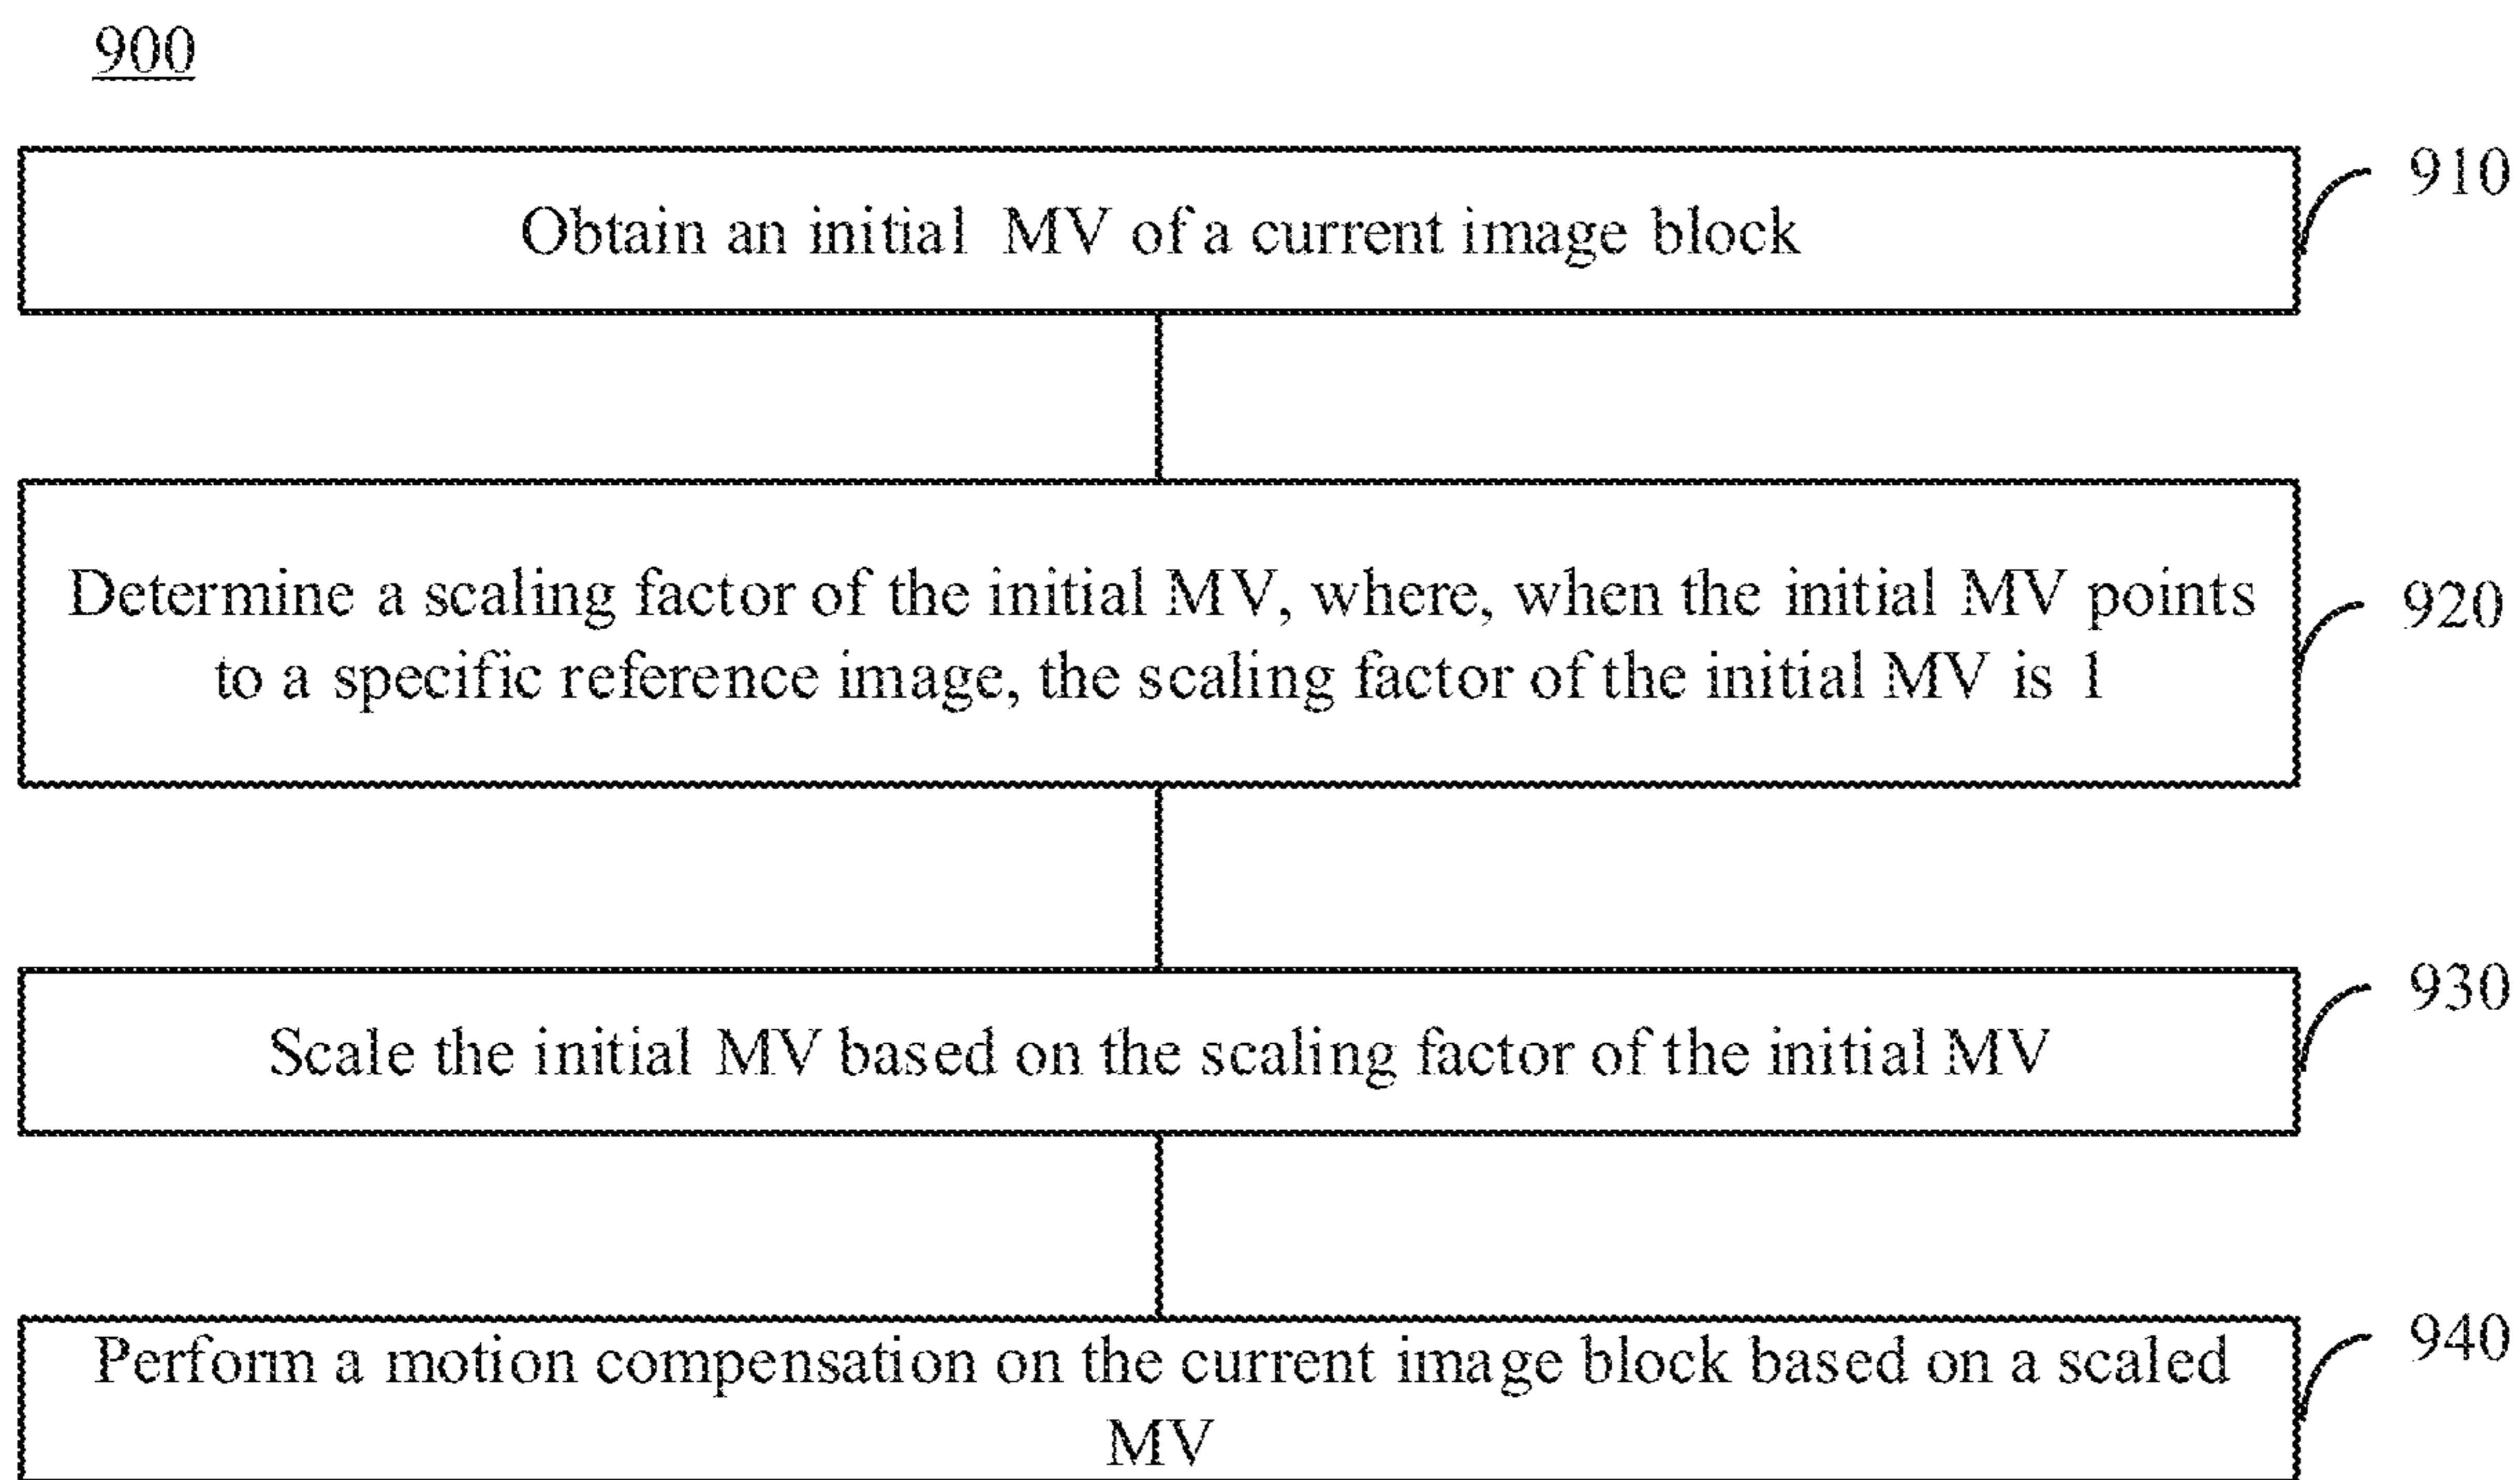 900
910
Obtain an initial MV of a current image block
Determine a scaling factor of the initial MV, where, when the initial MV points
920
to a specific reference image, the scaling factor of the initial MV is 1
930
Scale the initial MV based on the scaling factor of the initial MV
940
Perform a motion compensation on the current image block based on a scaled
MV